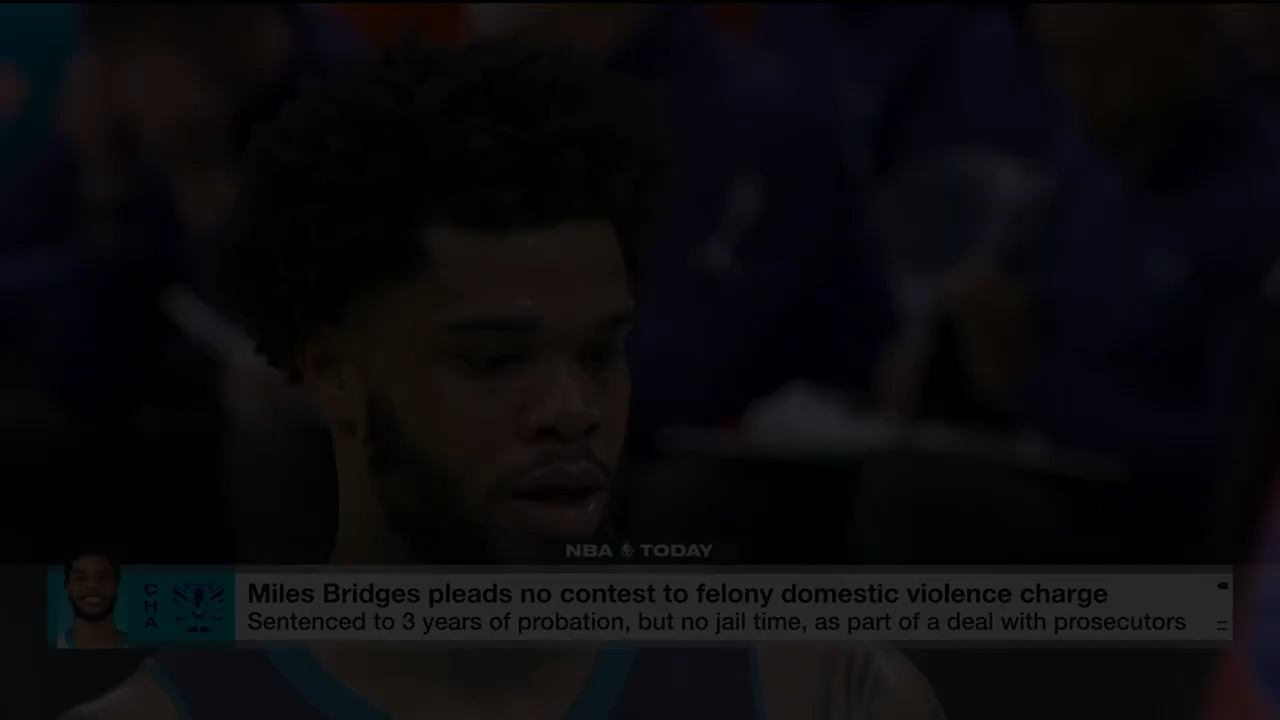 NBA TODAY
CHA
Miles Bridges pleads no contest to felony domestic violence charge
Sentenced to 3 years of probation, but no jail time, as part of a deal with prosecutors